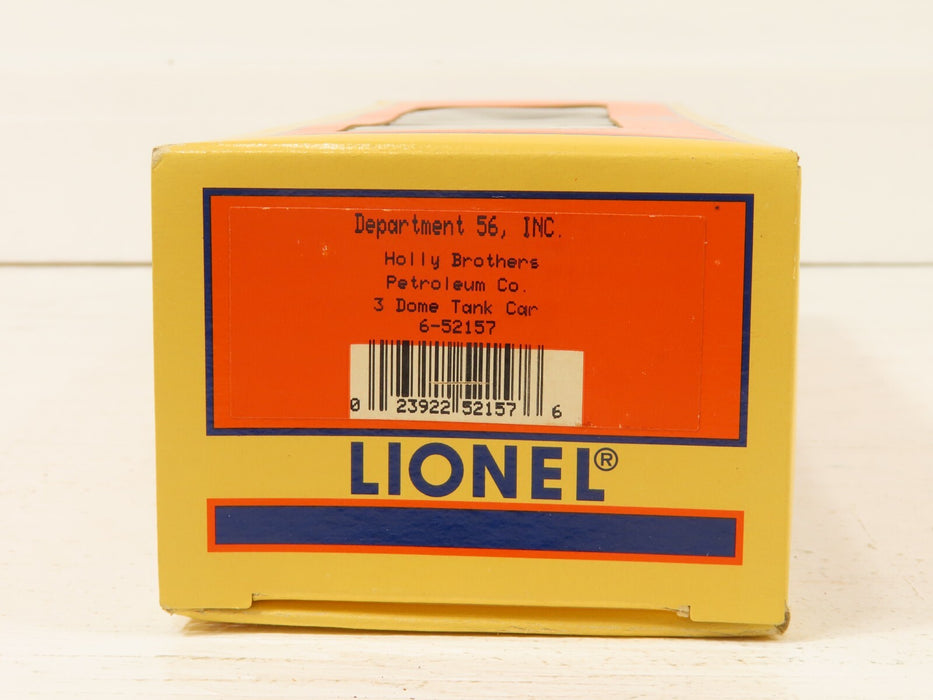 Department 56, INC.
Holly Brothers
Petroleum Co.
3 Dome Tank Car
6-52157
0 23922 52157 6
LIONEL®